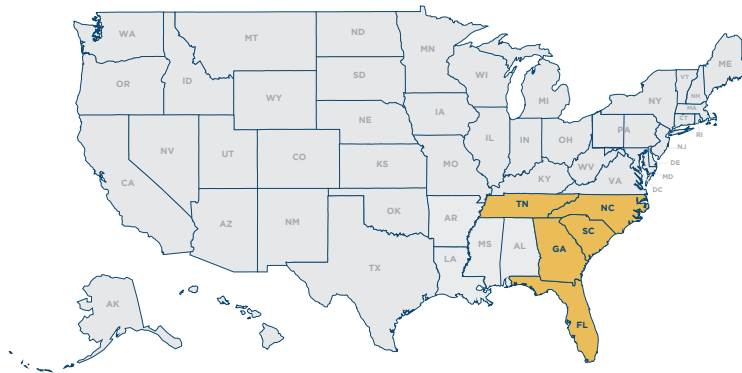 WA
MT
ND
MN
ME
VT
NH
OR
ID
SD
WI
MI
NY
MA
CT
RI
WY
IA
NE
PA
NJ
NV
UT
CO
IL
IN
OH
DE
MD
DC
CA
KS
MO
KY
WV
VA
AZ
NM
OK
AR
TN
NC
SC
TX
LA
MS
AL
GA
FL
AK